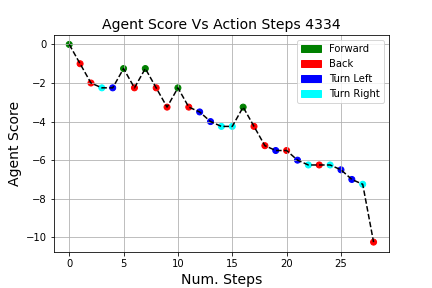 Agent Score Vs Action Steps 4334
Forward
Back
Turn Left
Turn Right
Agent Score
0
−2
−4
−6
−8
−10
0 5 10 15 20 25
Num. Steps